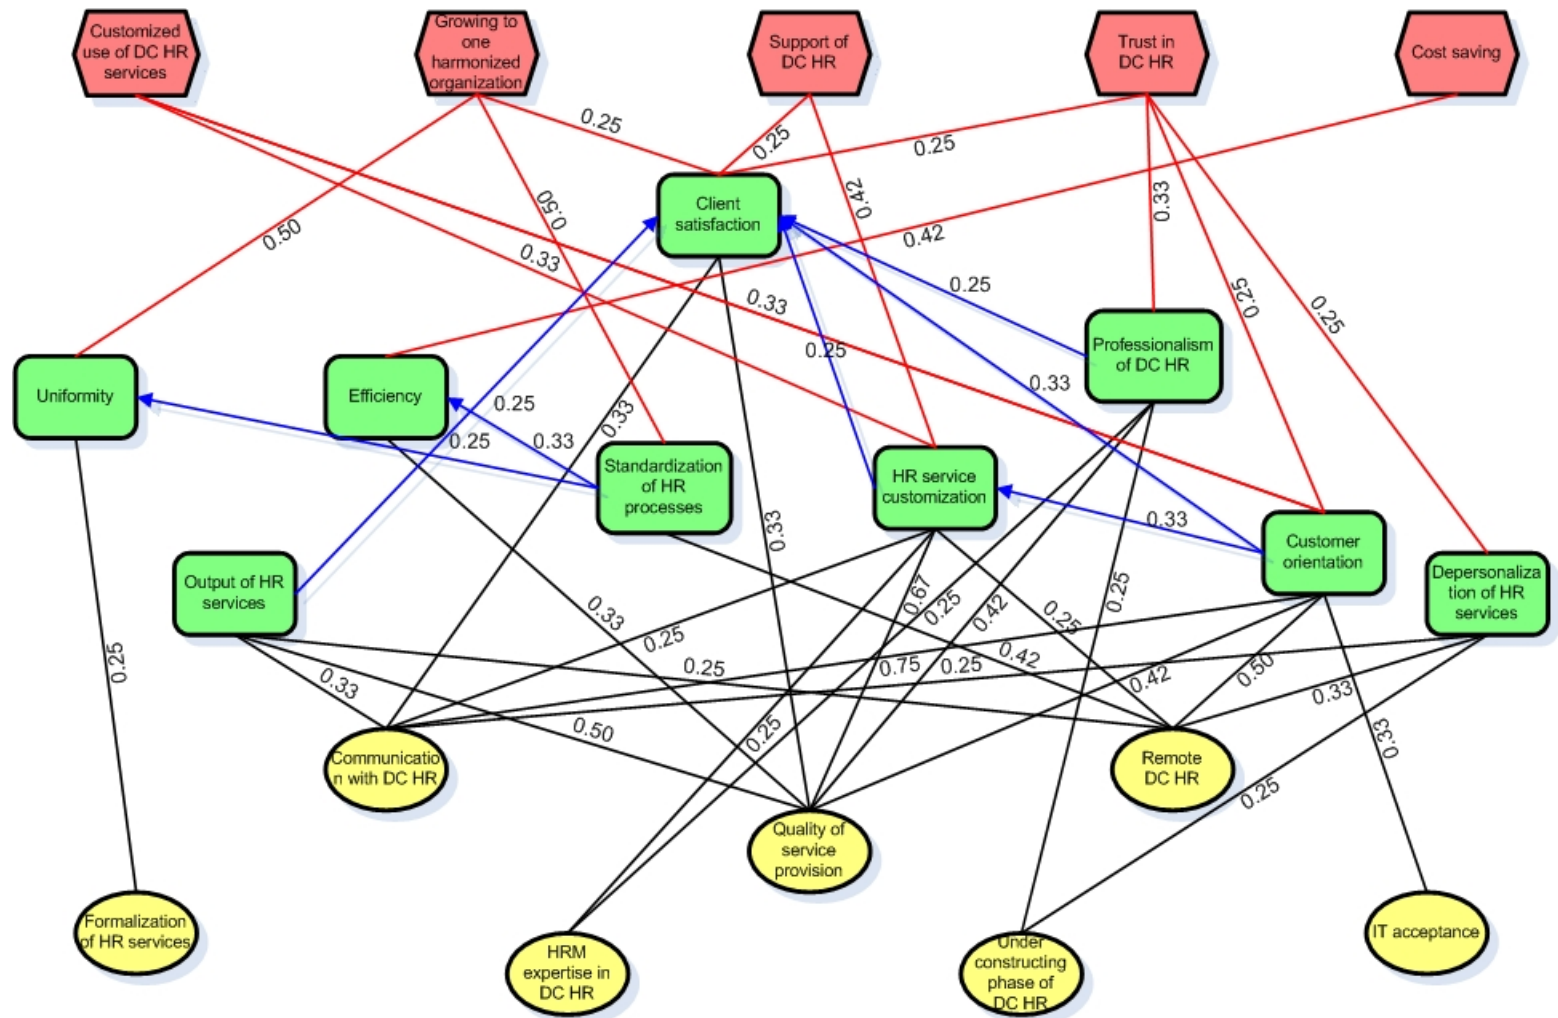 Customized
use of DC HR
services
Growing to
one
harmonized
organization
Support of
DC HR
Trust in
DC HR
Cost saving
0.25
0.25
0.25
0.33
0.42
0.50
0.50
0.42
0.33
0.25
0.33
0.25
0.25
Client
satisfaction
Professionalism
of DC HR
0.25
0.33
Uniformity
Efficiency
0.25
0.25
0.33
0.33
Standardization
of HR
processes
HR service
customization
0.33
0.33
Customer
orientation
Output of HR
services
Depersonaliza
tion of HR
services
0.25
0.33
0.25
0.67
0.25
0.42
0.25
0.25
0.33
0.25
0.75
0.25
0.42
0.42
0.50
0.33
0.50
0.25
0.33
0.25
Communicatio
n with DC HR
Remote
DC HR
Quality of
service
provision
Formalization
of HR services
HRM
expertise in
DC HR
Under
constructing
phase of
DC HR
IT acceptance